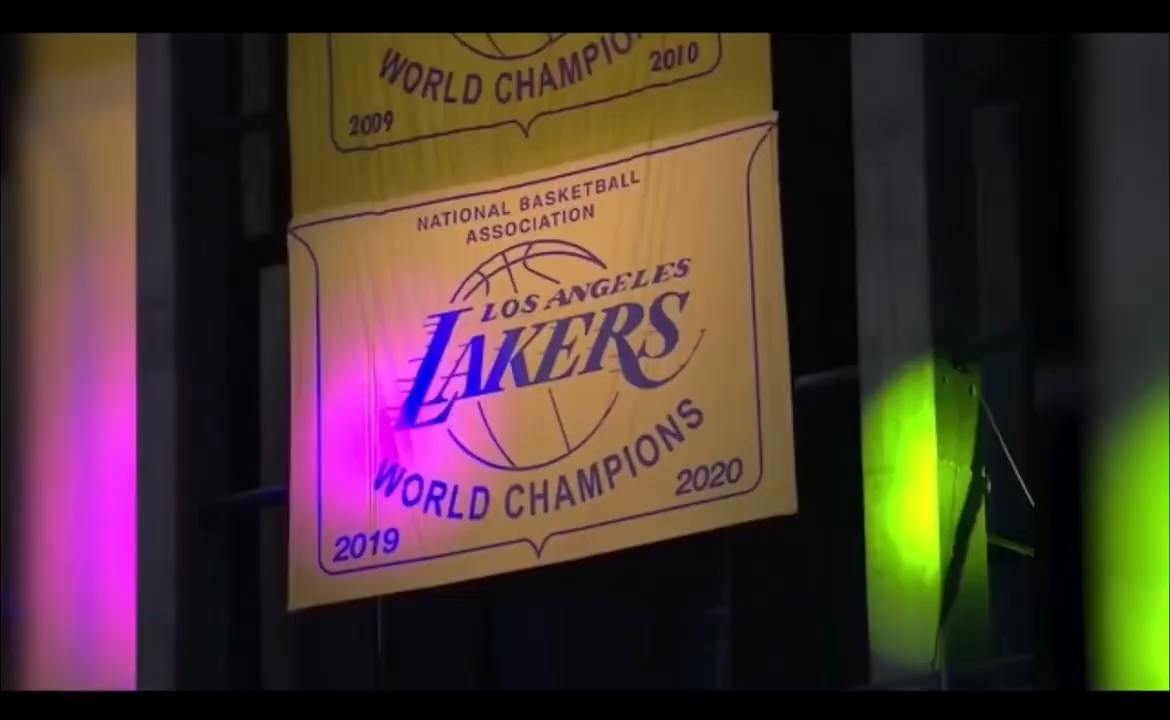 WORLD CHAMPIO
2009 2010
NATIONAL BASKETBALL
ASSOCIATION
LOS ANGELES
LAKERS
WORLD CHAMPIONS
2019 2020